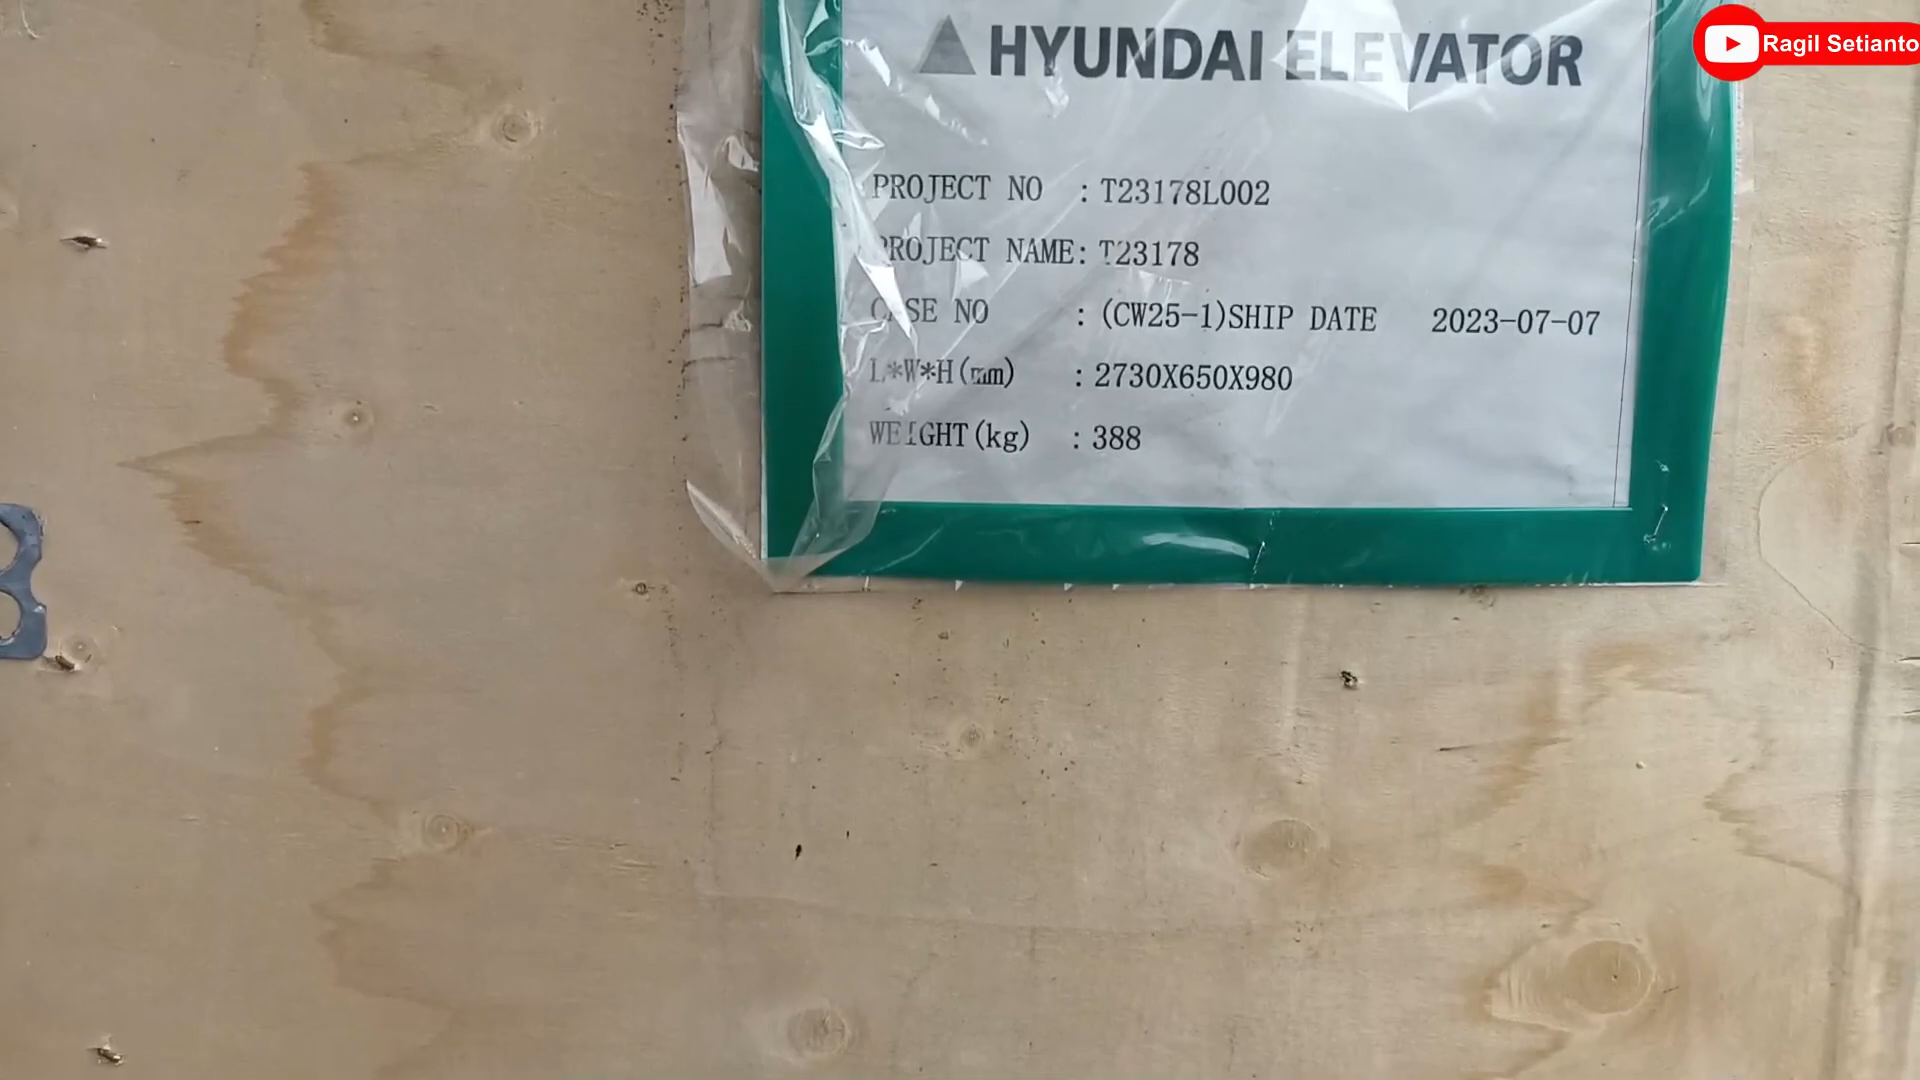 HYUNDAI ELEVATOR
Ragil Setianto
PROJECT NO : T23178L002
PROJECT NAME: T23178
CASE NO : (CW25-1)SHIP DATE 2023-07-07
L*W*H(mm) : 2730X650X980
WEIGHT(kg) : 388